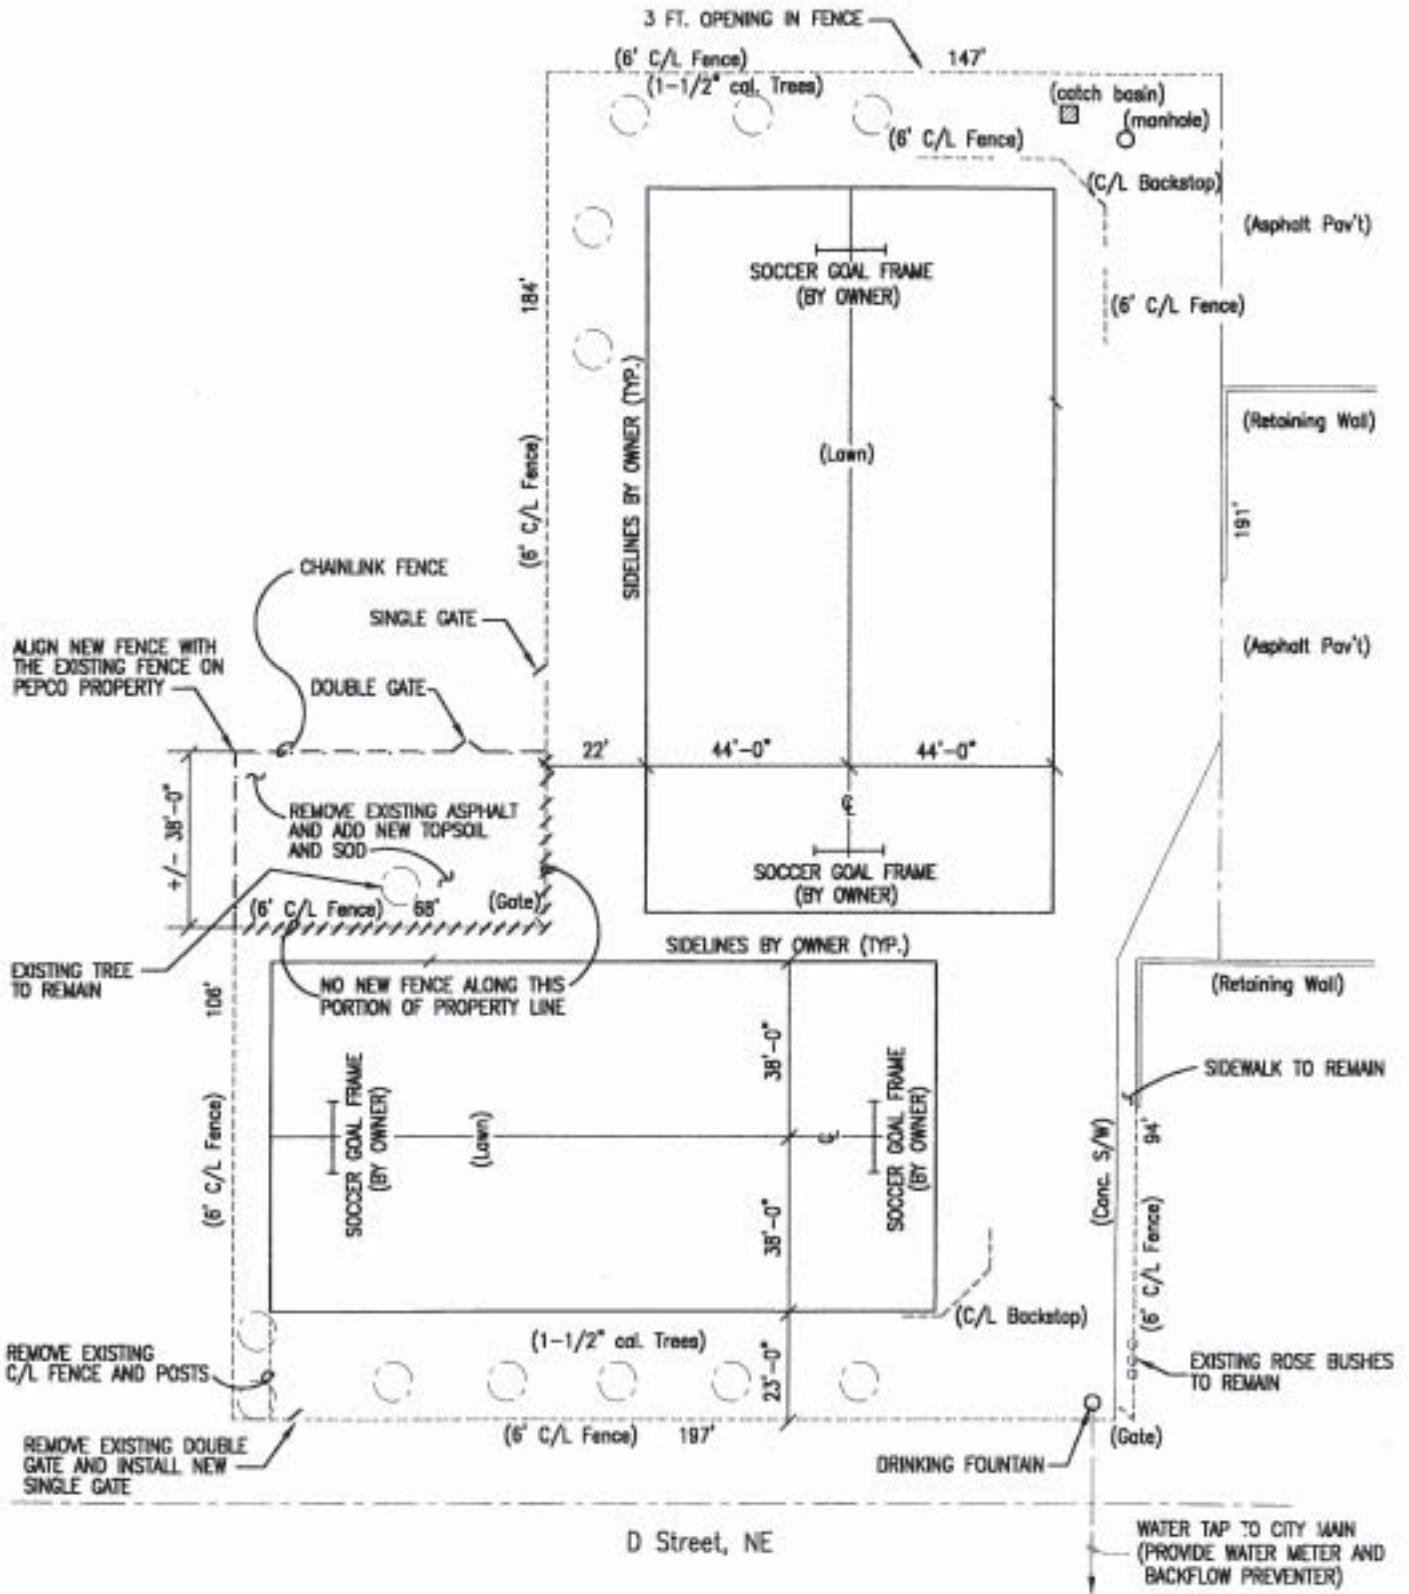 3 FT. OPENING IN FENCE
(6' C/L Fence)
147'
(1-1/2" cal. Trees)
(catch basin)
(manhole)
(6' C/L Fence)
(C/L Backstop)
(Asphalt Pav't)
SOCCER GOAL FRAME
(BY OWNER)
184'
(6' C/L Fence)
SIDELINES BY OWNER (TYP.)
(Retaining Wall)
(Lawn)
(6' C/L Fence)
191'
CHAINLINK FENCE
SINGLE GATE
ALIGN NEW FENCE WITH
THE EXISTING FENCE ON
PEPCO PROPERTY
(Asphalt Pav't)
DOUBLE GATE
22'
44'-0"
44'-0"
+/- 38'-0"
REMOVE EXISTING ASPHALT
AND ADD NEW TOPSOIL
AND SOD
℄
SOCCER GOAL FRAME
(BY OWNER)
(6' C/L Fence)
68'
(Gate)
SIDELINES BY OWNER (TYP.)
EXISTING TREE
TO REMAIN
NO NEW FENCE ALONG THIS
PORTION OF PROPERTY LINE
(Retaining Wall)
106'
38'-0"
SIDEWALK TO REMAIN
(6' C/L Fence)
SOCCER GOAL FRAME
(BY OWNER)
(Lawn)
℄
SOCCER GOAL FRAME
(BY OWNER)
(Conc. S/W)
94'
38'-0"
(6' C/L Fence)
(C/L Backstop)
(1-1/2" cal. Trees)
REMOVE EXISTING
C/L FENCE AND POSTS
23'-0"
EXISTING ROSE BUSHES
TO REMAIN
(6' C/L Fence)
197'
(Gate)
REMOVE EXISTING DOUBLE
GATE AND INSTALL NEW
SINGLE GATE
DRINKING FOUNTAIN
D Street, NE
WATER TAP TO CITY MAIN
(PROVIDE WATER METER AND
BACKFLOW PREVENTER)